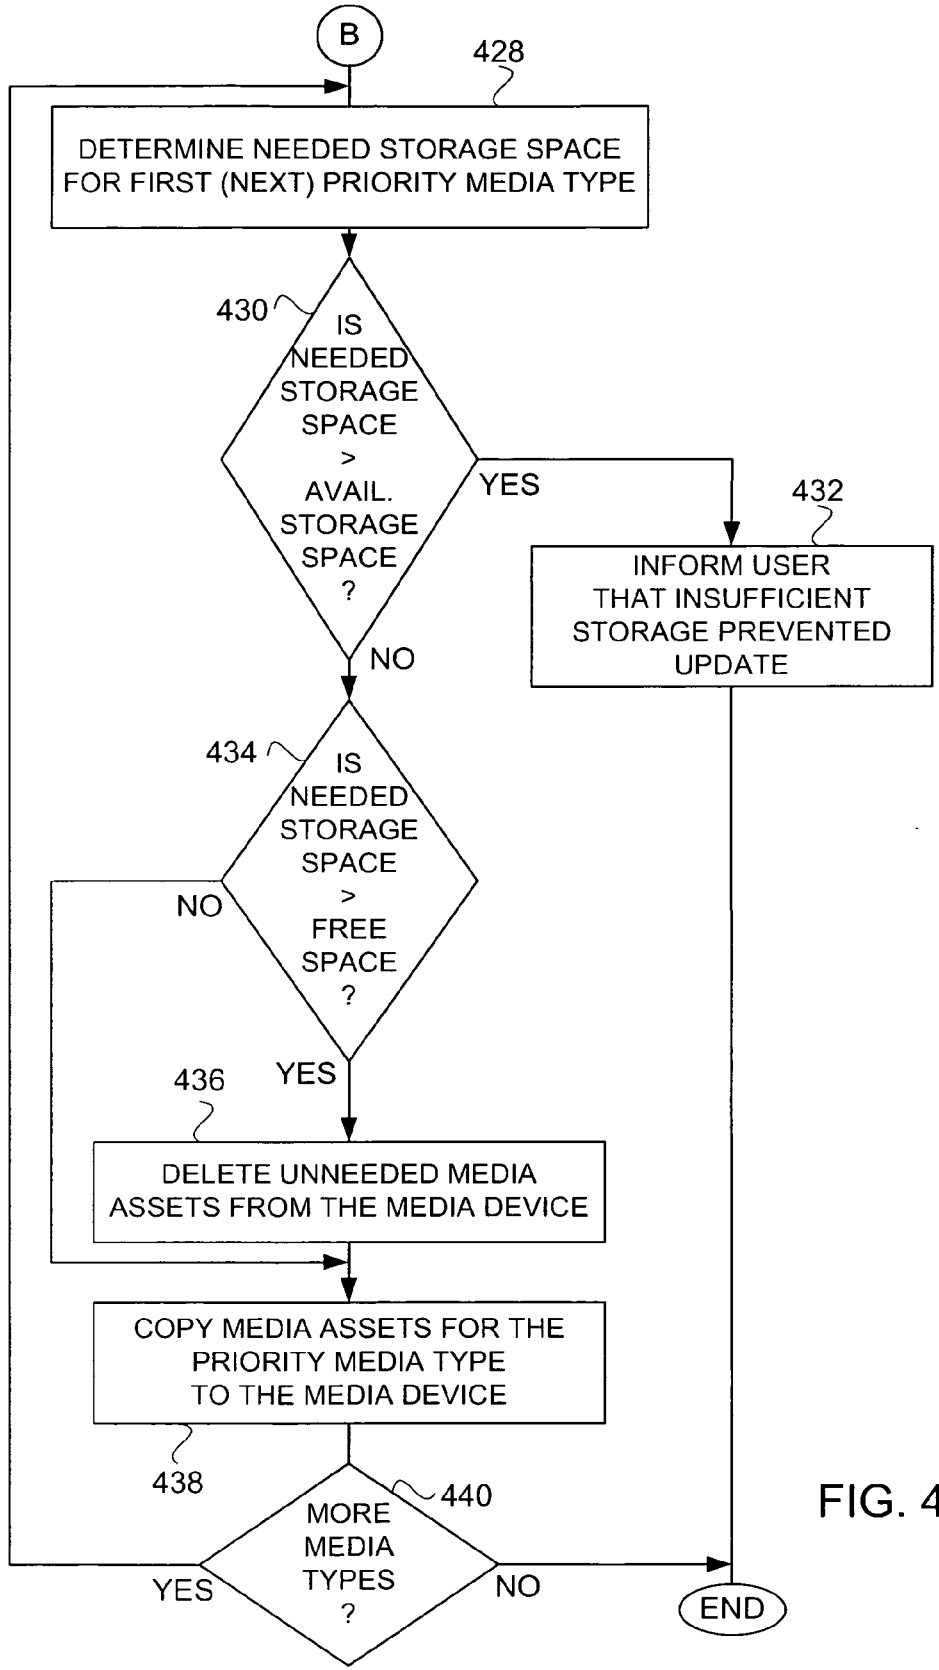 B
428
DETERMINE NEEDED STORAGE SPACE
FOR FIRST (NEXT) PRIORITY MEDIA TYPE
430
IS
NEEDED
STORAGE
SPACE
>
AVAIL.
STORAGE
SPACE
?
YES
NO
432
INFORM USER
THAT INSUFFICIENT
STORAGE PREVENTED
UPDATE
434
IS
NEEDED
STORAGE
SPACE
>
FREE
SPACE
?
NO
YES
436
DELETE UNNEEDED MEDIA
ASSETS FROM THE MEDIA DEVICE
COPY MEDIA ASSETS FOR THE
PRIORITY MEDIA TYPE
TO THE MEDIA DEVICE
438
440
MORE
MEDIA
TYPES
?
YES
NO
END
FIG. 4